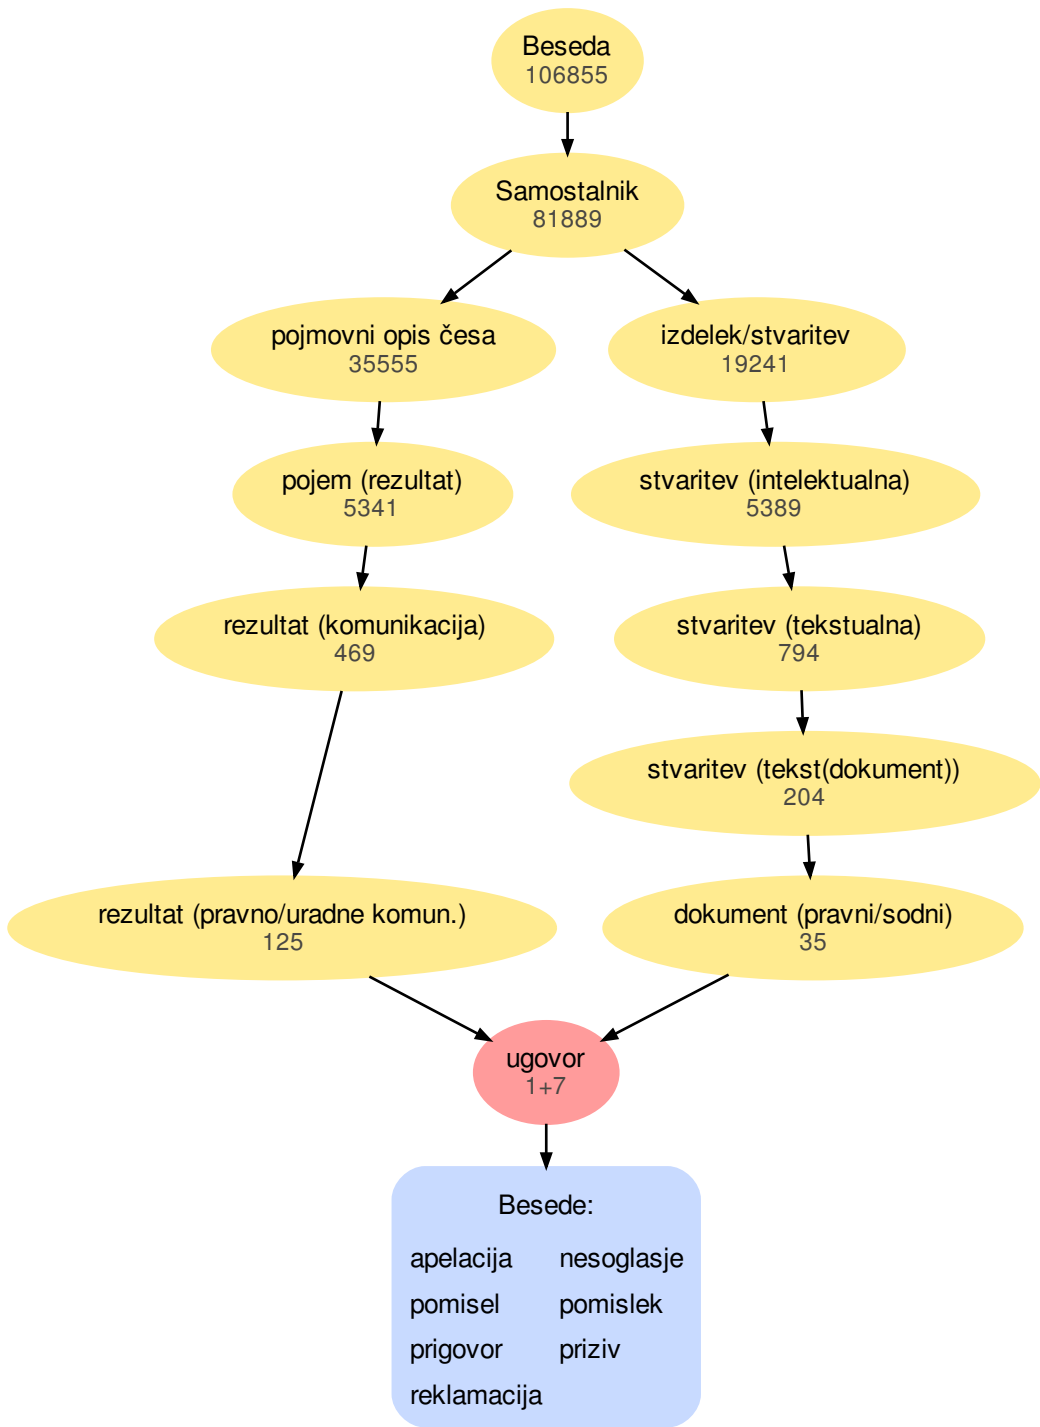 Beseda
106855
Samostalnik
81889
pojmovni opis česa
35555
izdelek/stvaritev
19241
pojem (rezultat)
5341
stvaritev (intelektualna)
5389
rezultat (komunikacija)
469
stvaritev (tekstualna)
794
stvaritev (tekst(dokument))
204
rezultat (pravno/uradne komun.)
125
dokument (pravni/sodni)
35
ugovor
1+7
Besede:
apelacija nesoglasje
pomisel pomislek
prigovor priziv
reklamacija